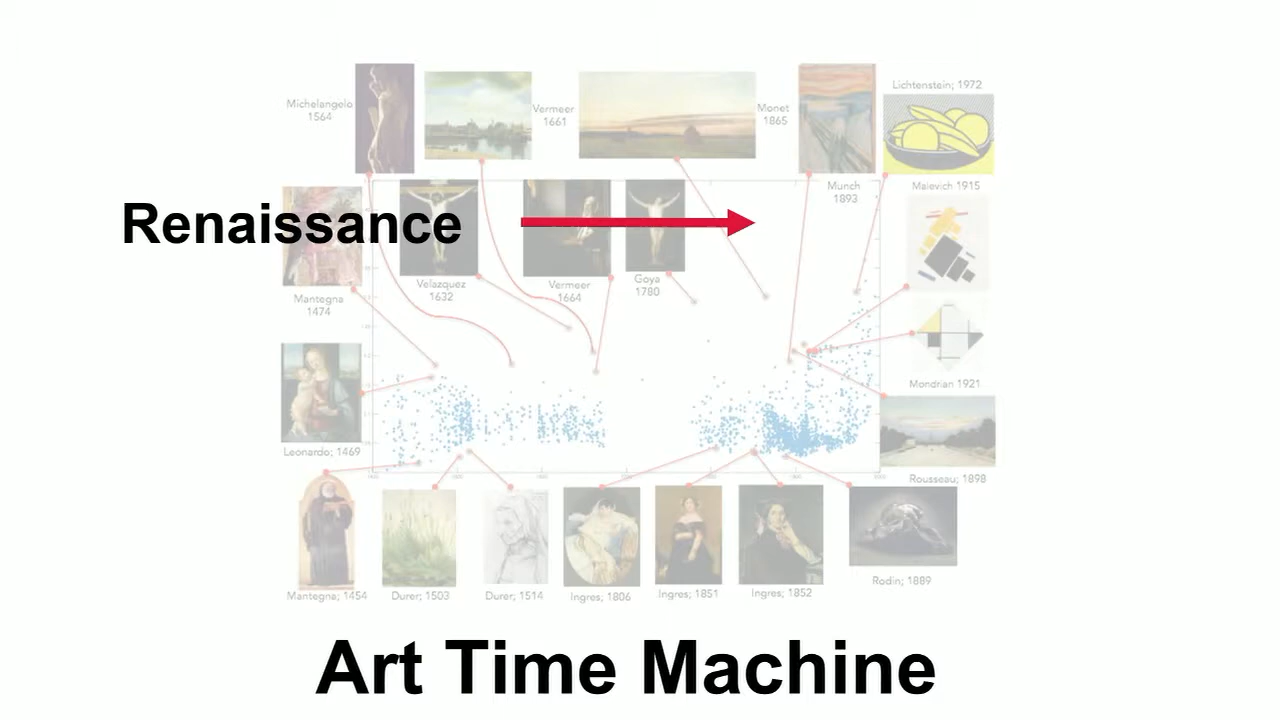 Lichtenstein; 1972
Michelangelo
1564
Vermeer
1661
Monet
1865
Munch
1893
Malevich 1915
Renaissance
Velazquez
1632
Vermeer
1664
Goya
1780
Mantegna
1474
Mondrian 1921
Leonardo; 1469
Rousseau; 1898
Rodin; 1889
Mantegna; 1454
Durer; 1503
Durer; 1514
Ingres; 1806
Ingres; 1851
Ingres; 1852
Art Time Machine